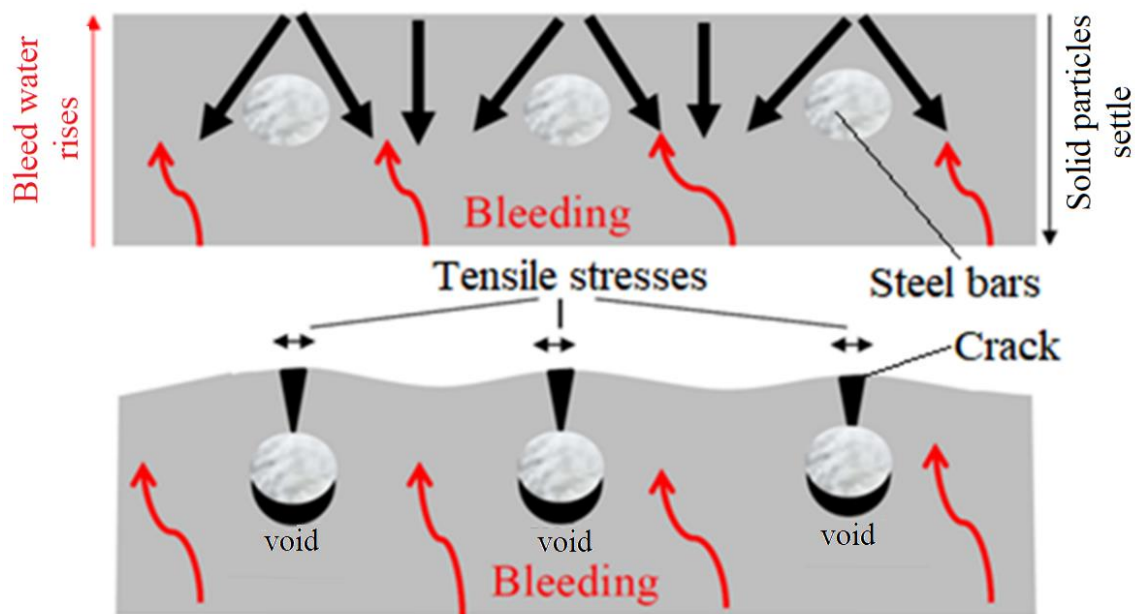 Bleed water
rises
Solid particles
settle
Bleeding
Tensile stresses
Steel bars
Crack
void
void
void
Bleeding